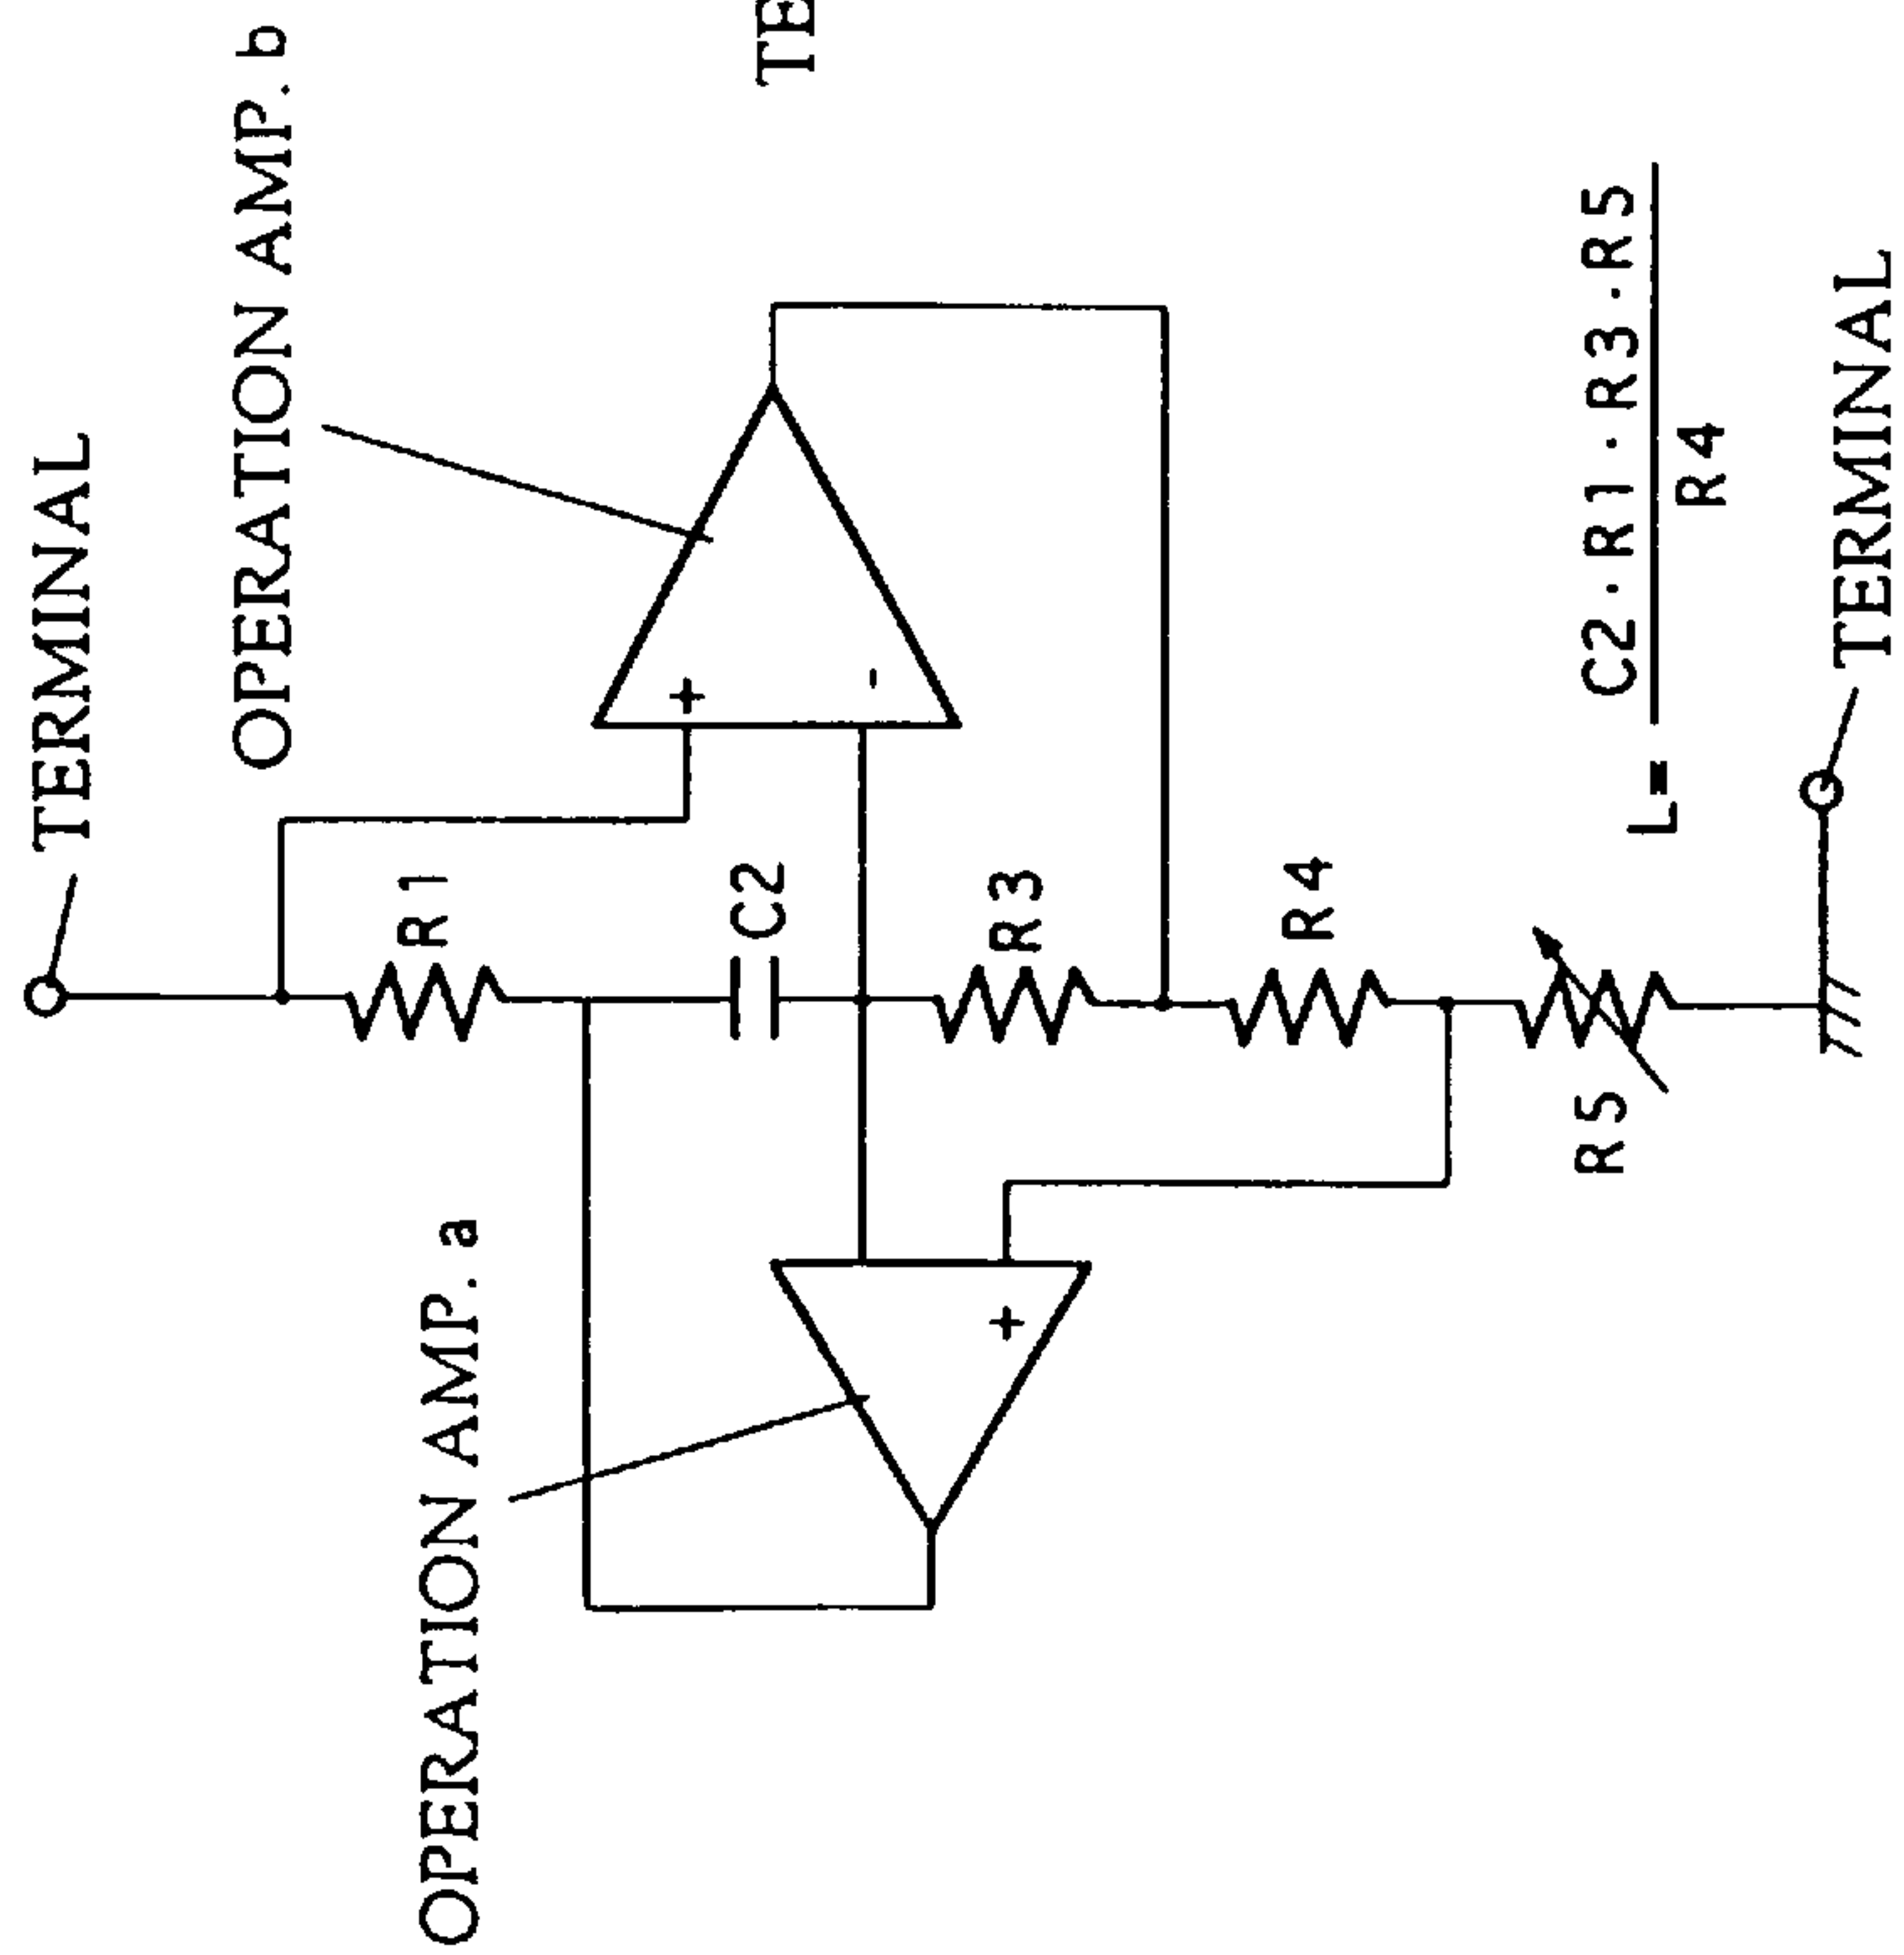 TERMINAL
OPERATION AMP. b
TE
R1
C2
R3
R4
R5
OPERATION AMP. a
+
-
+
L= C2·R1·R3·R5
R4
TERMINAL